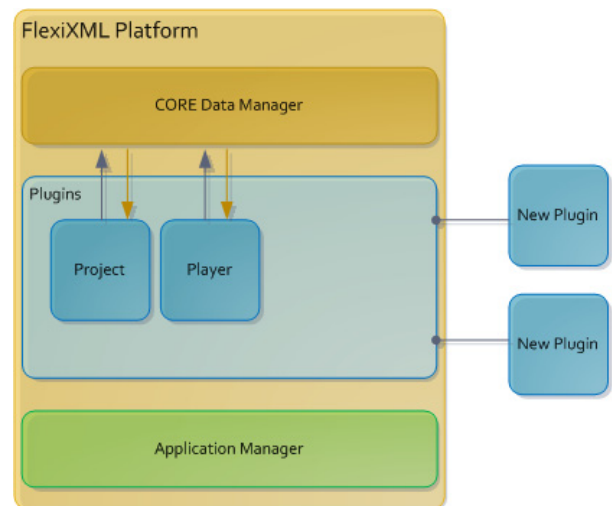 FlexiXML Platform
CORE Data Manager
Plugins
Project
Player
New Plugin
New Plugin
Application Manager